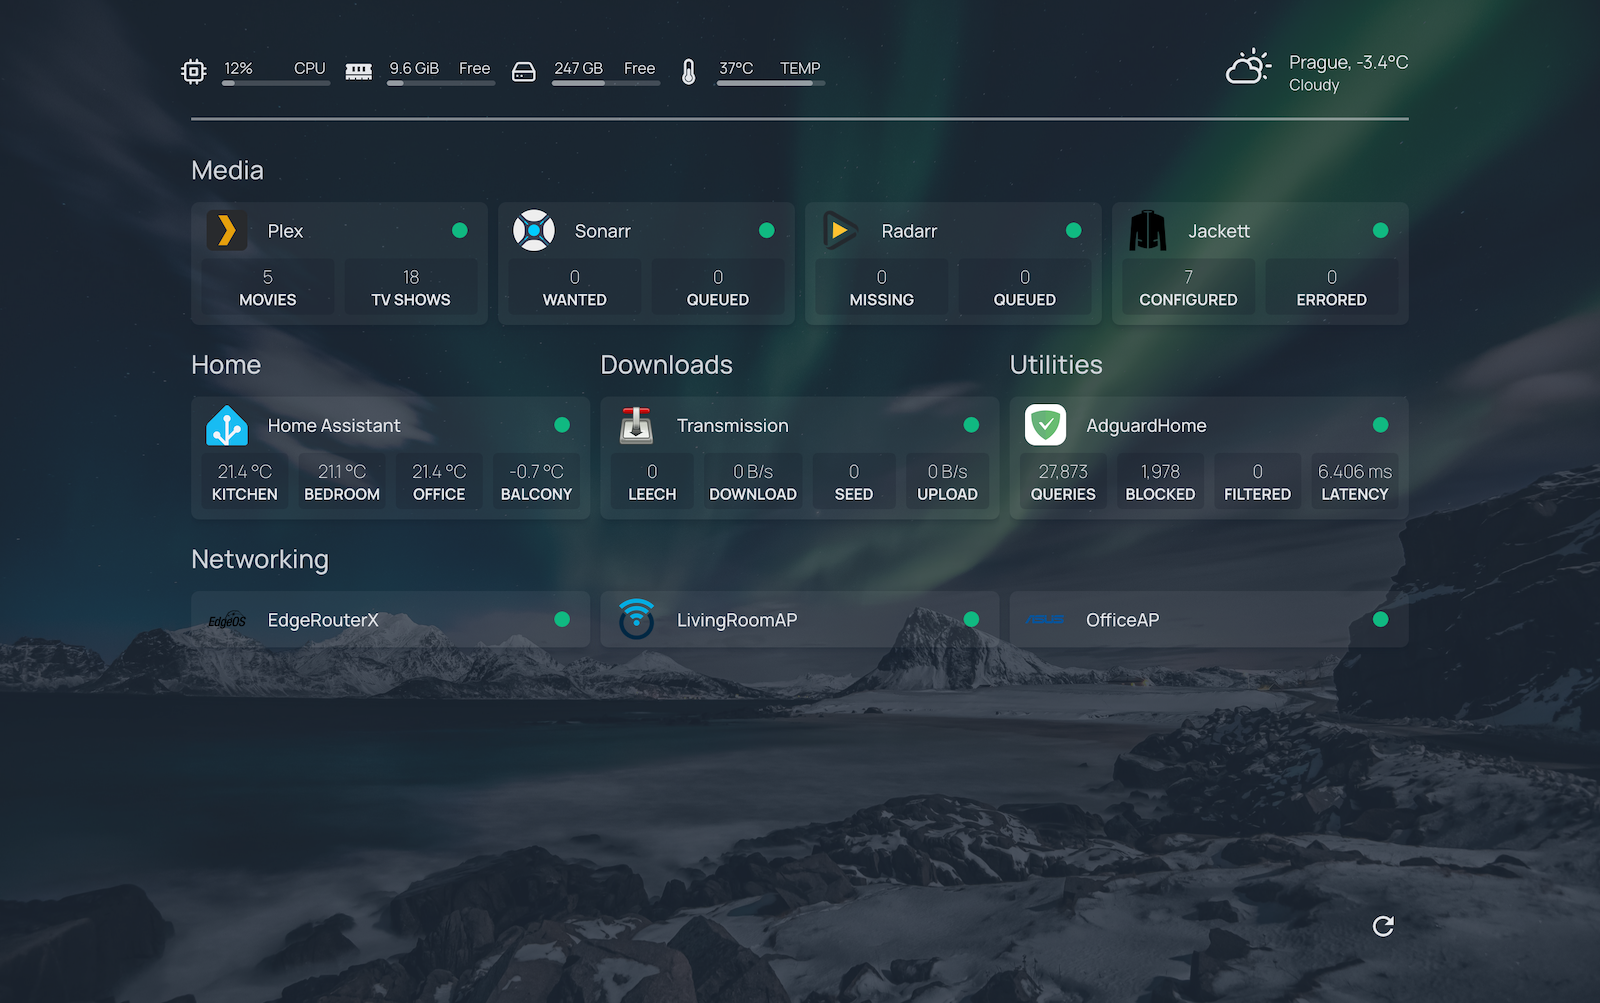 12% CPU 9.6 GiB Free 247 GB Free 37°C TEMP
Prague, -3.4°C
Cloudy
Media
Plex
5 18
MOVIES TV SHOWS
Sonarr
0 0
WANTED QUEUED
Radarr
0 0
MISSING QUEUED
Jackett
7 0
CONFIGURED ERRORED
Home
Home Assistant
21.4 °C 21.1 °C 21.4 °C -0.7 °C
KITCHEN BEDROOM OFFICE BALCONY
Downloads
Transmission
0 0 B/s 0 0 B/s
LEECH DOWNLOAD SEED UPLOAD
Utilities
AdguardHome
27,873 1,978 0 6.406 ms
QUERIES BLOCKED FILTERED LATENCY
Networking
EdgeOS EdgeRouterX
LivingRoomAP
ASUS OfficeAP